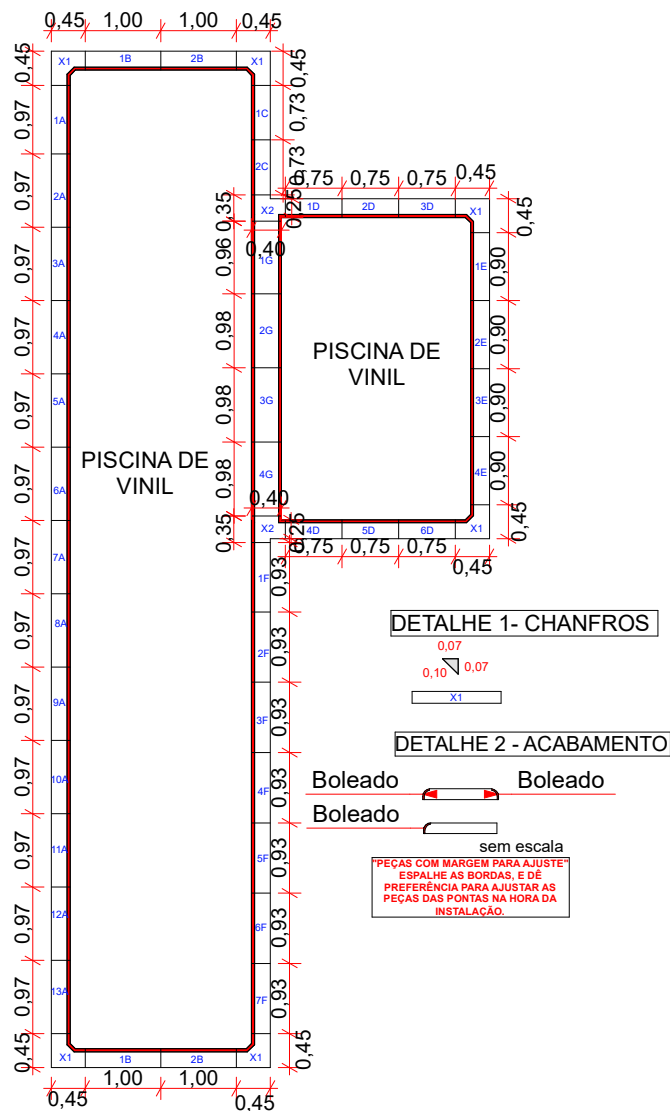 0,45 1,00 1,00 0,45
0,45 X1 1B 2B X1 0,45
0,97 1A 1C 0,73
0,97 2A 2C 0,73
0,75 0,75 0,75 0,45
0,35 X2 0,25 1D 2D 3D X1 0,45
0,40
0,97 3A 0,96 1G 1E 0,90
0,97 4A 0,98 2G 2E 0,90
PISCINA DE
VINIL
0,97 5A 0,98 3G 3E 0,90
PISCINA DE
VINIL
0,97 6A 0,98 4G 4E 0,90
0,40
0,35 X2 0,25 4D 5D 6D X1 0,45
0,75 0,75 0,75
0,45
0,97 7A 1F 0,93
0,97 8A 2F 0,93
0,97 9A 3F 0,93
0,97 10A 4F 0,93
0,97 11A 5F 0,93
0,97 12A 6F 0,93
0,97 13A 7F 0,93
0,45 X1 1B 2B X1 0,45
1,00 1,00
0,45 0,45
DETALHE 1- CHANFROS
0,07
0,10 0,07
X1
DETALHE 2 - ACABAMENTO
Boleado Boleado
Boleado
sem escala
"PEÇAS COM MARGEM PARA AJUSTE"
ESPALHE AS BORDAS, E DÊ
PREFERÊNCIA PARA AJUSTAR AS
PEÇAS DAS PONTAS NA HORA DA
INSTALAÇÃO.